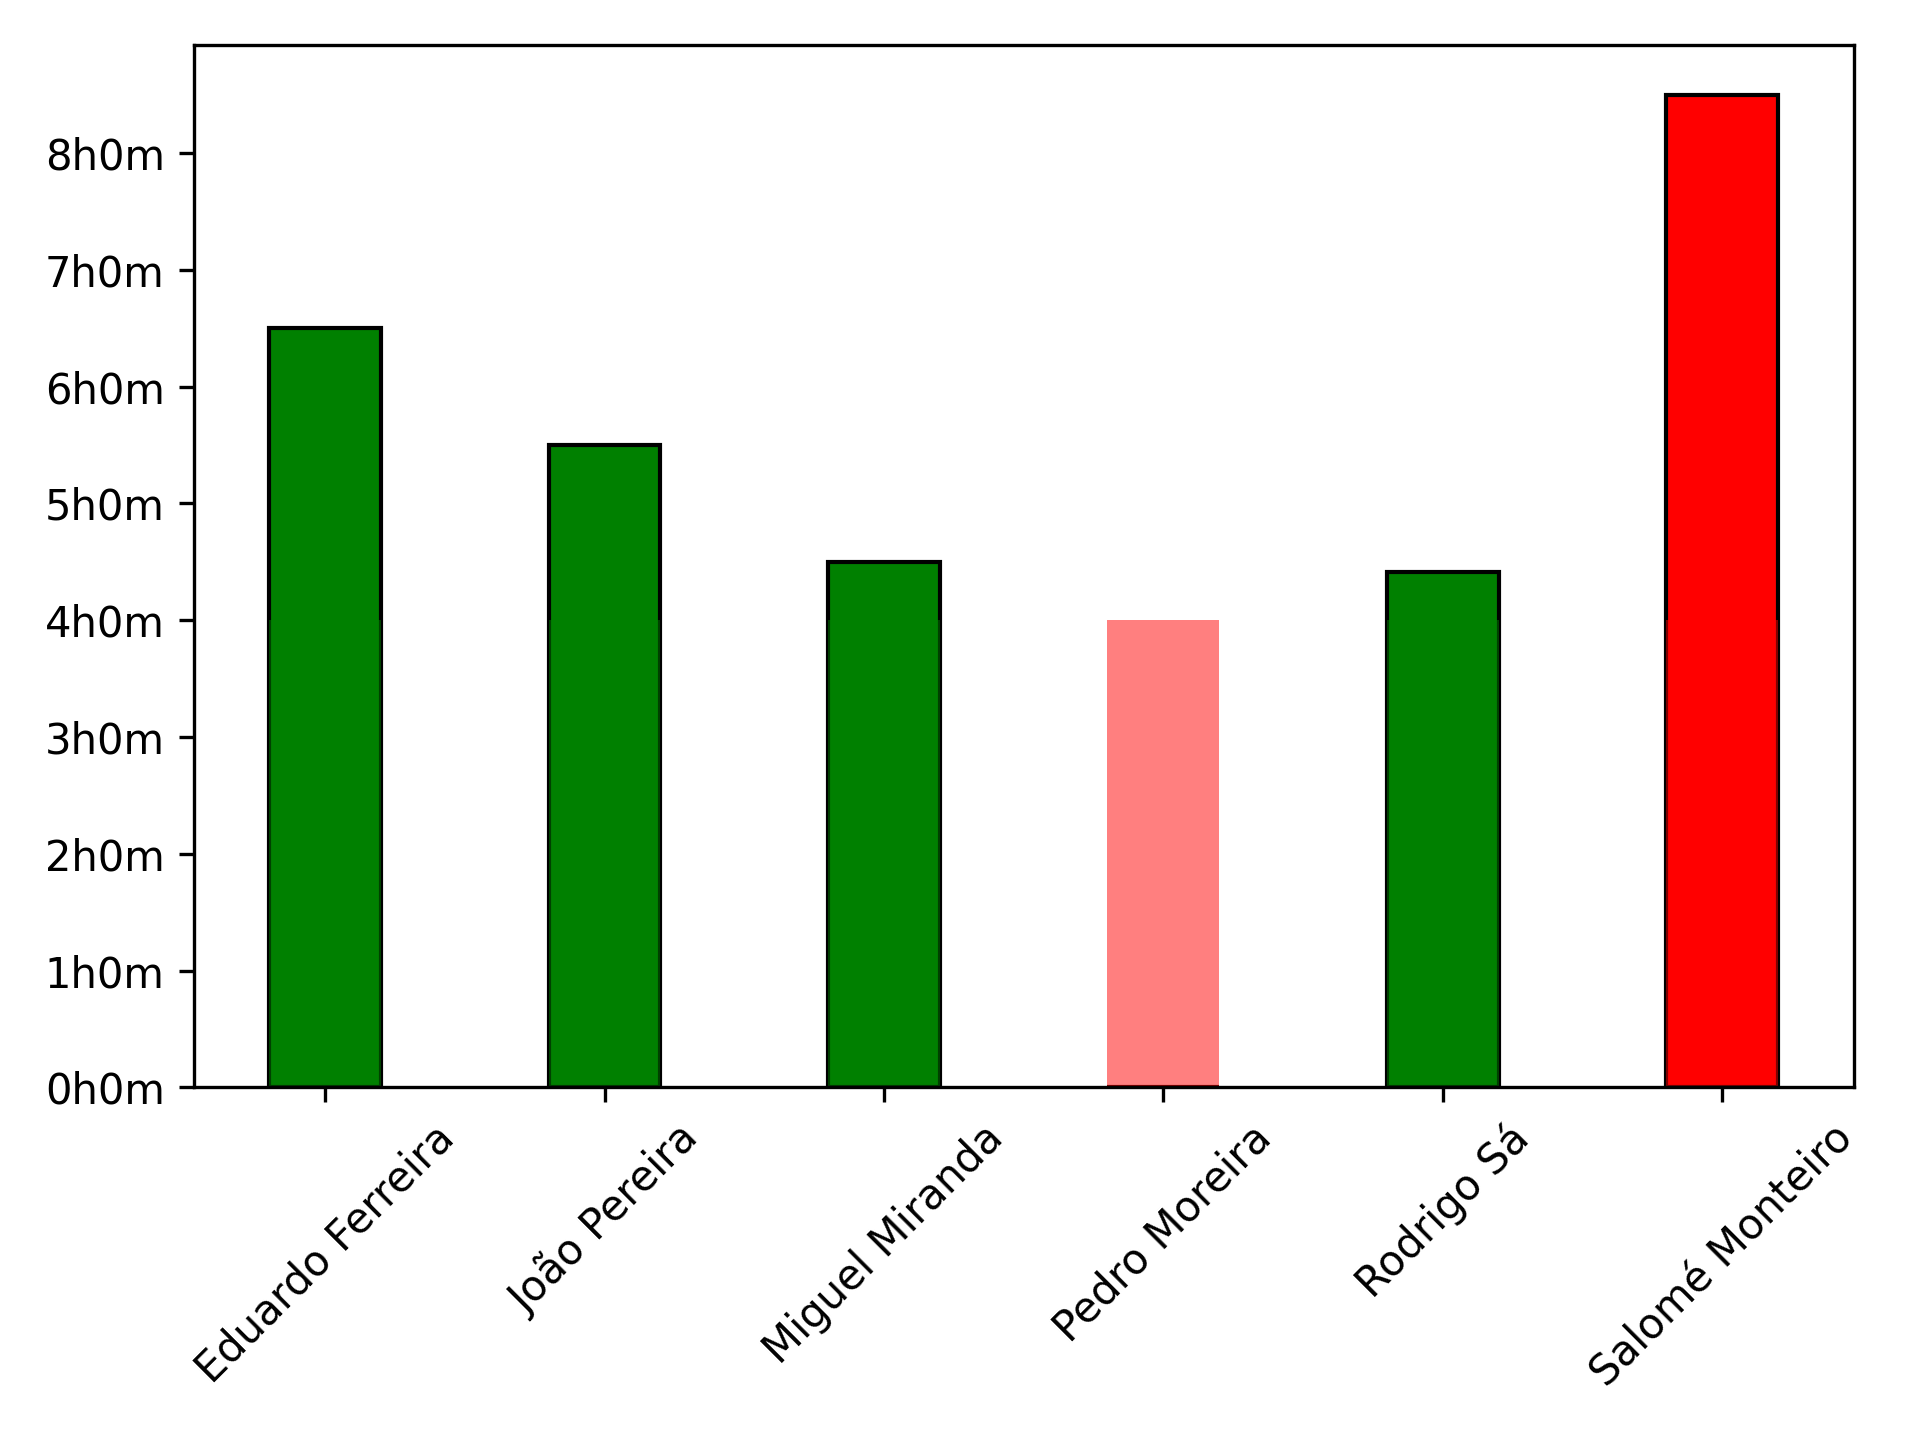 8h0m
7h0m
6h0m
5h0m
4h0m
3h0m
2h0m
1h0m
0h0m
Eduardo Ferreira
João Pereira
Miguel Miranda
Pedro Moreira
Rodrigo Sá
Salomé Monteiro